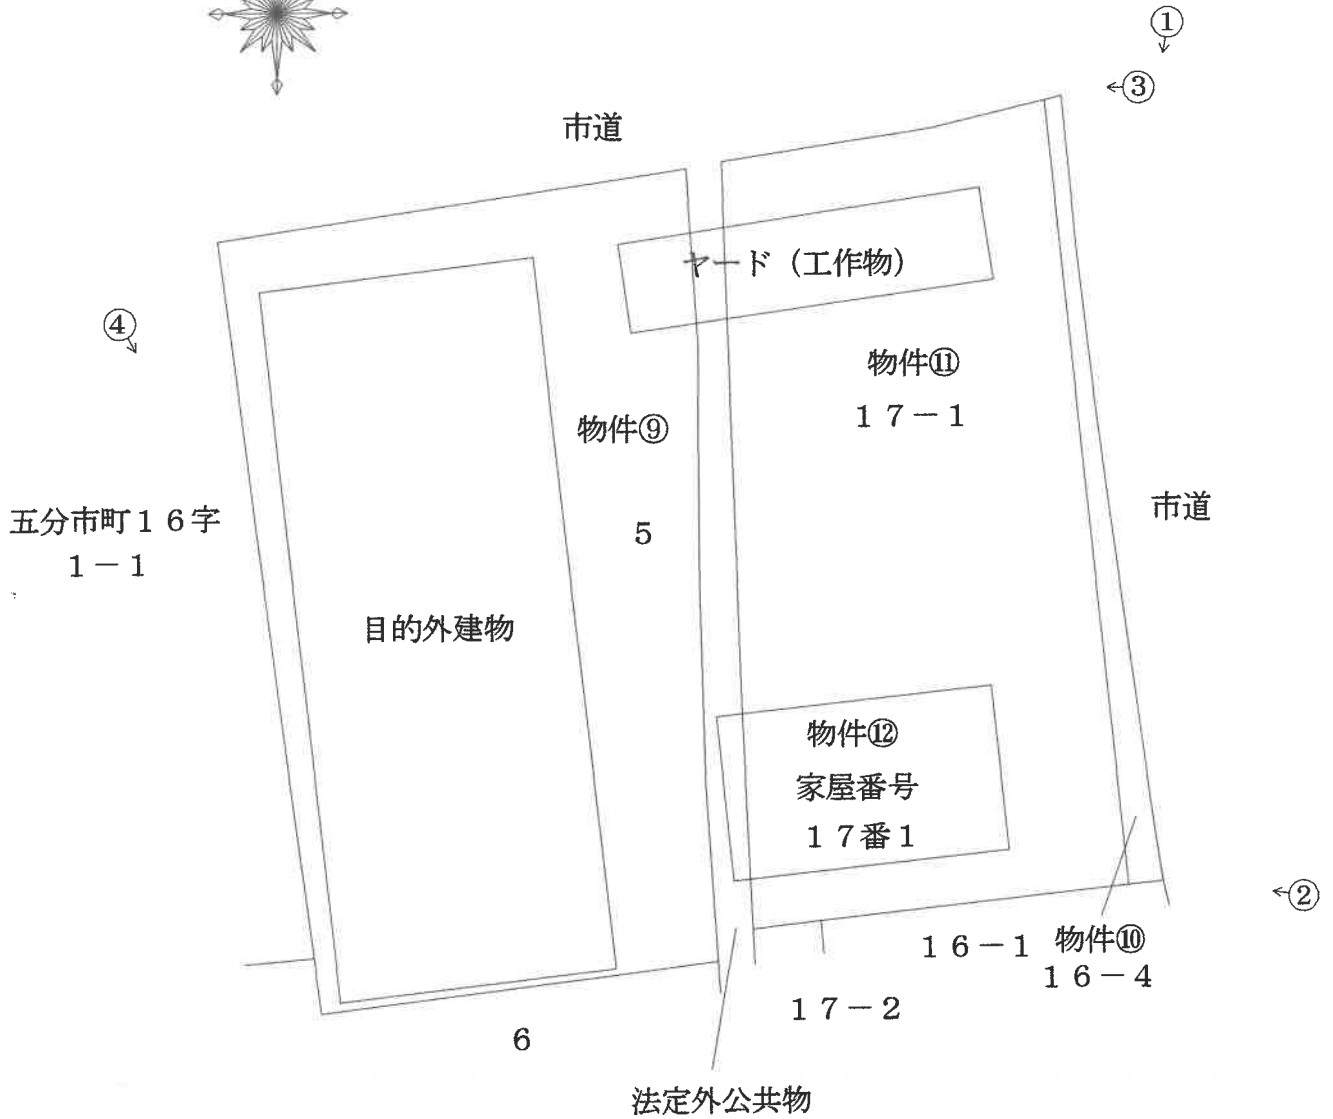 ①
③
市道
ヤード（工作物）
④
物件⑪
１７－１
物件⑨
市道
五分市町１６字
１－１
５
目的外建物
物件⑫
家屋番号
１７番１
②
１６－１
物件⑩
１６－４
１７－２
６
法定外公共物